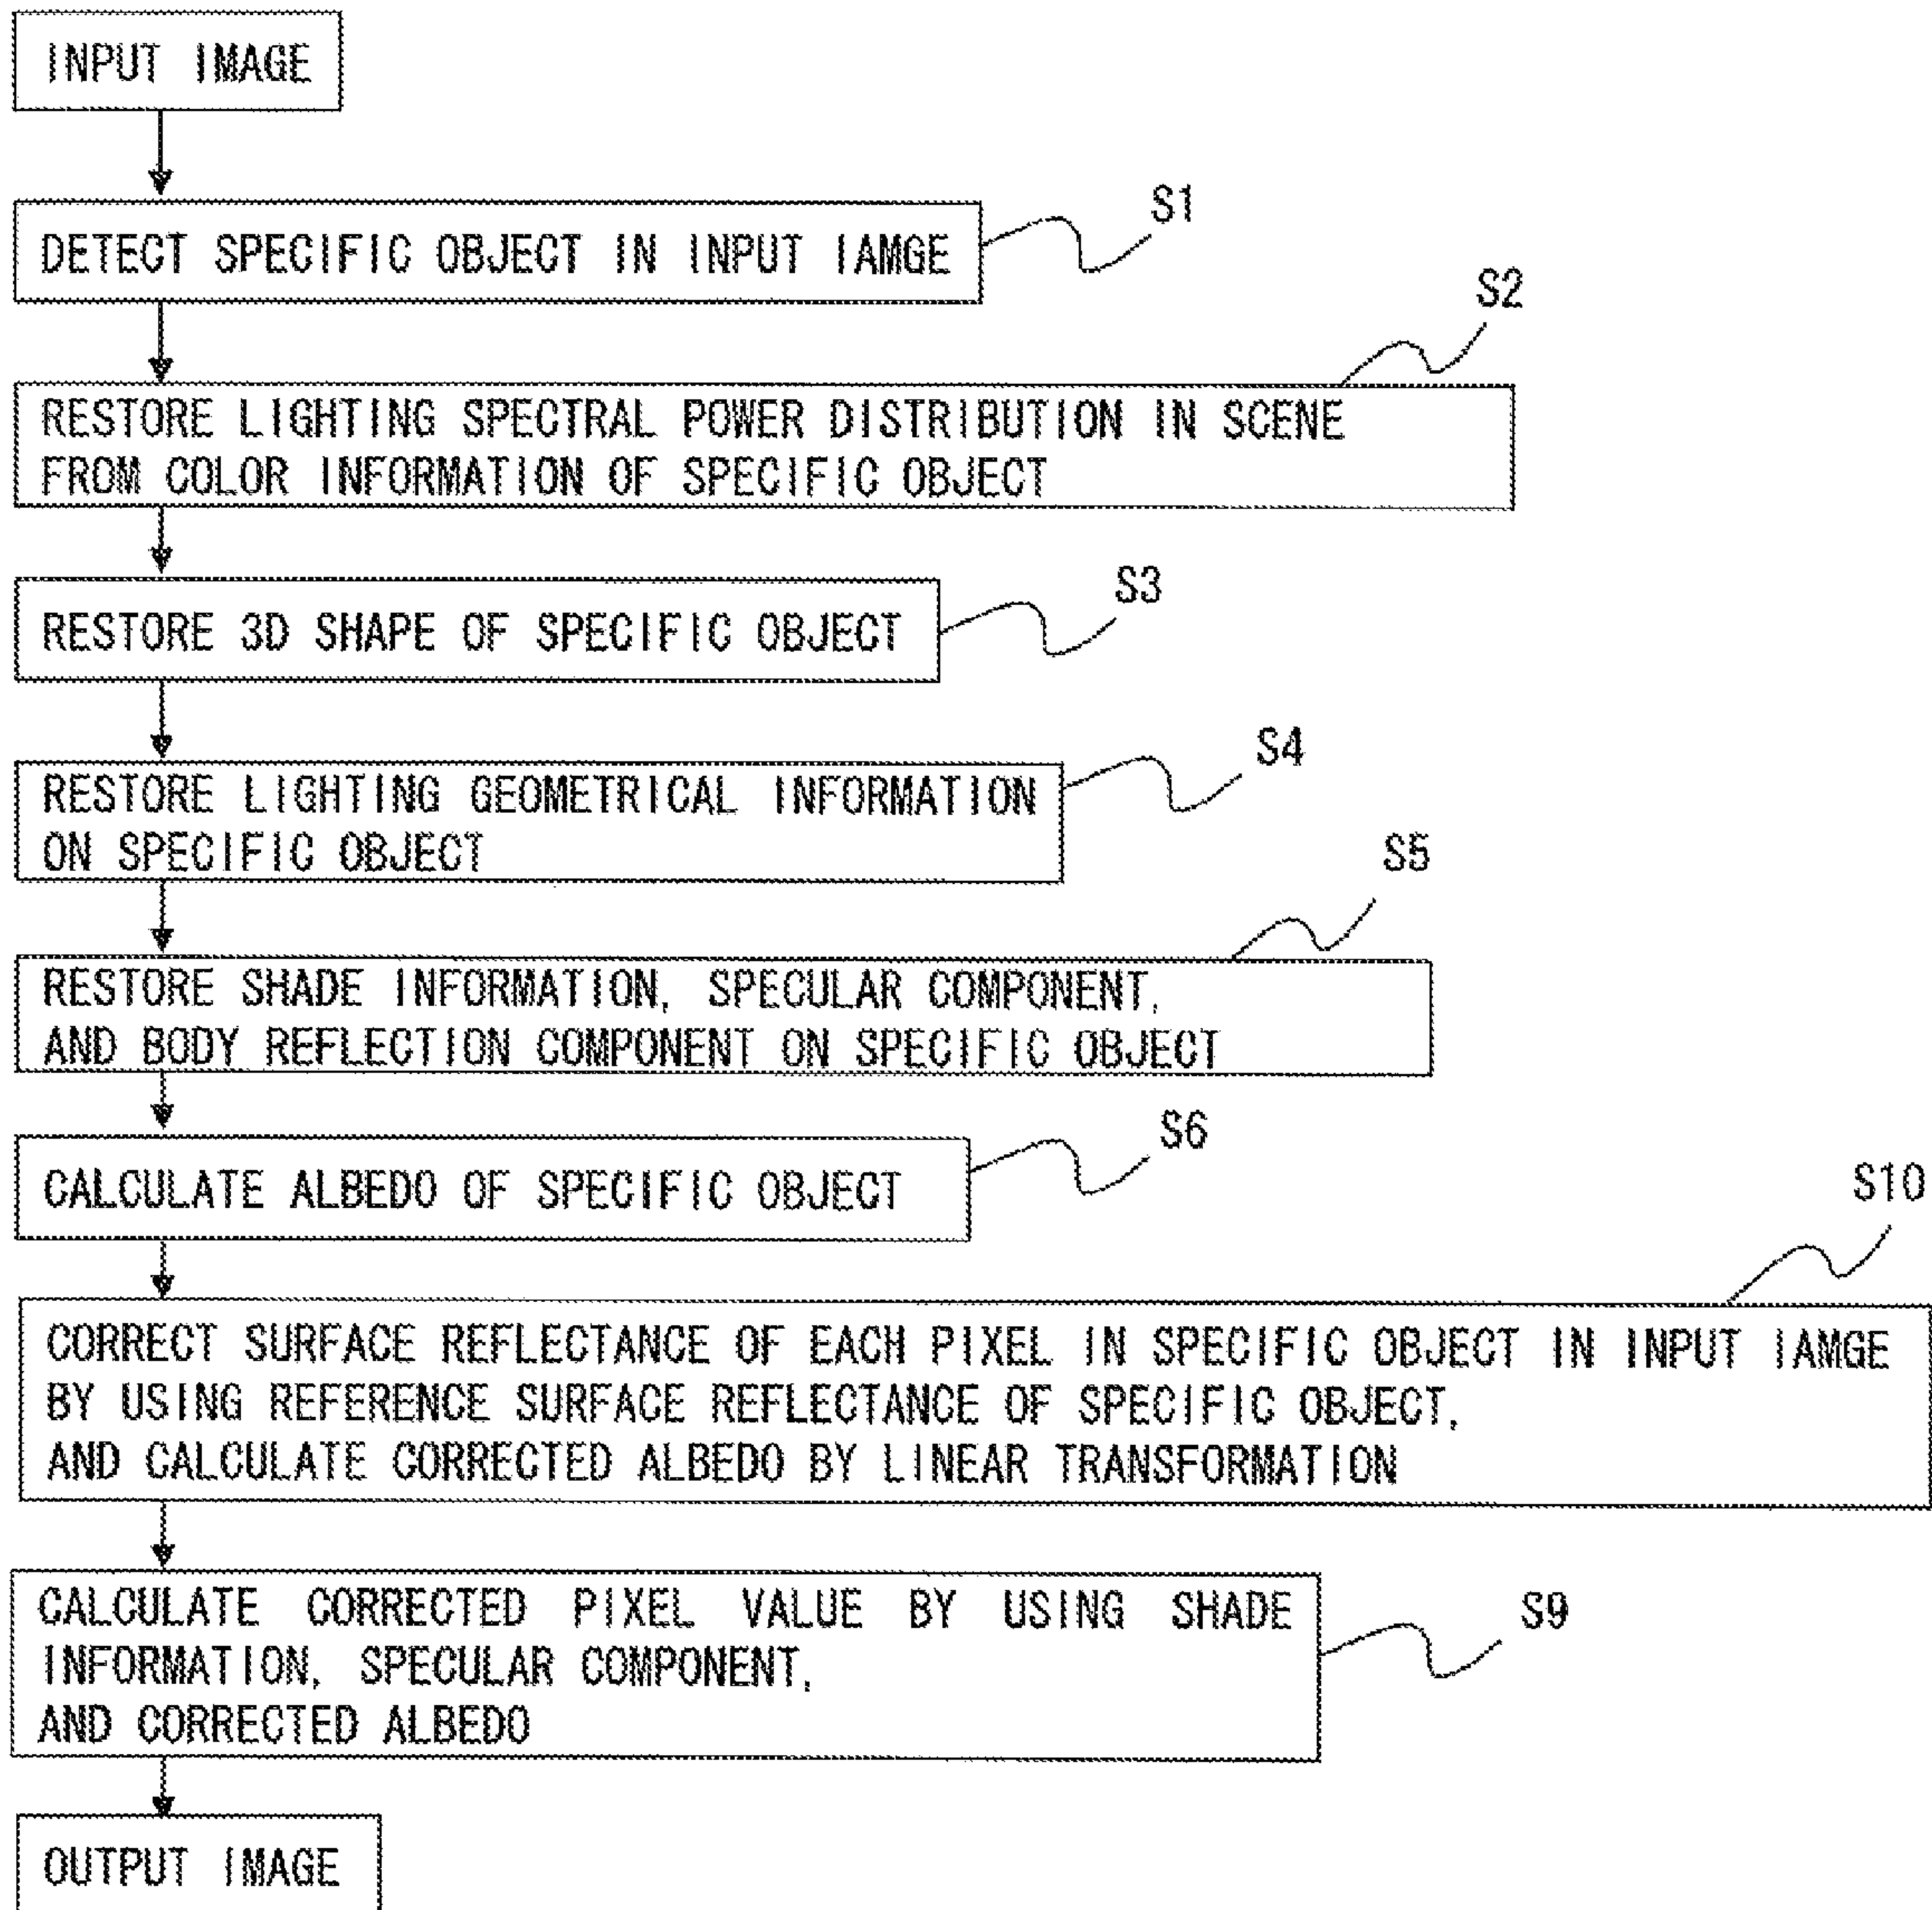 INPUT IMAGE
S1
DETECT SPECIFIC OBJECT IN INPUT IAMGE
S2
RESTORE LIGHTING SPECTRAL POWER DISTRIBUTION IN SCENE
FROM COLOR INFORMATION OF SPECIFIC OBJECT
S3
RESTORE 3D SHAPE OF SPECIFIC OBJECT
S4
RESTORE LIGHTING GEOMETRICAL INFORMATION
ON SPECIFIC OBJECT
S5
RESTORE SHADE INFORMATION, SPECULAR COMPONENT,
AND BODY REFLECTION COMPONENT ON SPECIFIC OBJECT
S6
CALCULATE ALBEDO OF SPECIFIC OBJECT
S10
CORRECT SURFACE REFLECTANCE OF EACH PIXEL IN SPECIFIC OBJECT IN INPUT IAMGE
BY USING REFERENCE SURFACE REFLECTANCE OF SPECIFIC OBJECT,
AND CALCULATE CORRECTED ALBEDO BY LINEAR TRANSFORMATION
S9
CALCULATE CORRECTED PIXEL VALUE BY USING SHADE
INFORMATION, SPECULAR COMPONENT,
AND CORRECTED ALBEDO
OUTPUT IMAGE